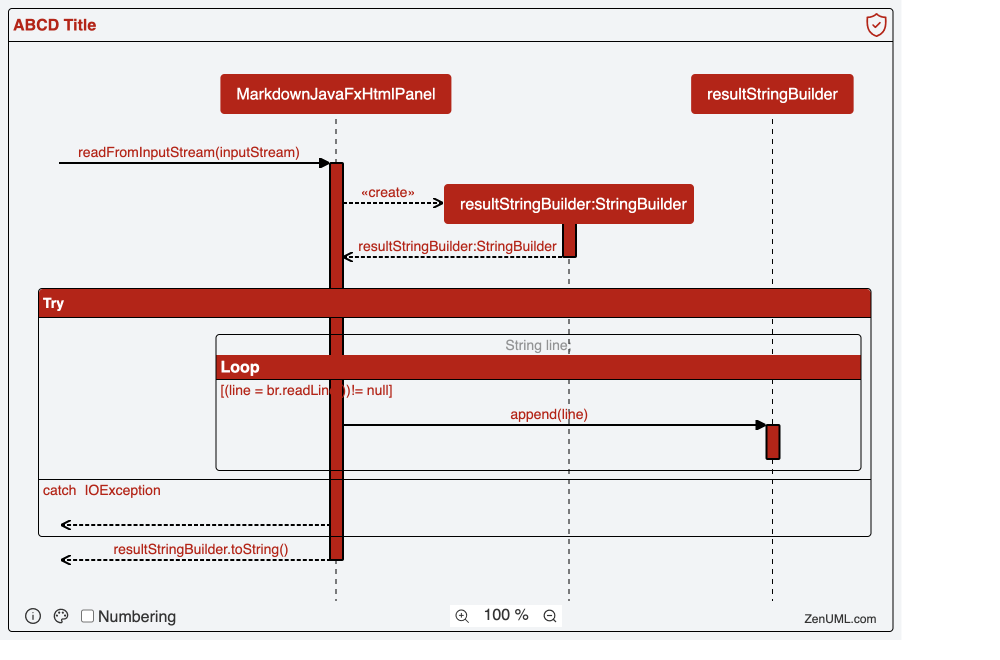 ABCD Title
MarkdownJavaFxHtmlPanel
resultStringBuilder
readFromInputStream(inputStream)
«create»
resultStringBuilder:StringBuilder
resultStringBuilder:StringBuilder
Try
String line;
Loop
[(line = br.readLin ))!= null]
append(line)
catch IOException
resultStringBuilder.toString()
Numbering
100 %
ZenUML.com